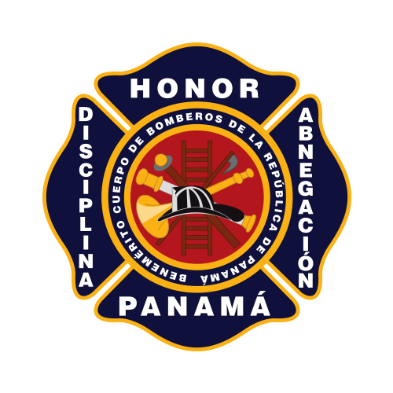 HONOR
DISCIPLINA
ABNEGACIÓN
BENEMÉRITO CUERPO DE BOMBEROS DE LA REPÚBLICA DE PANAMÁ
PANAMÁ